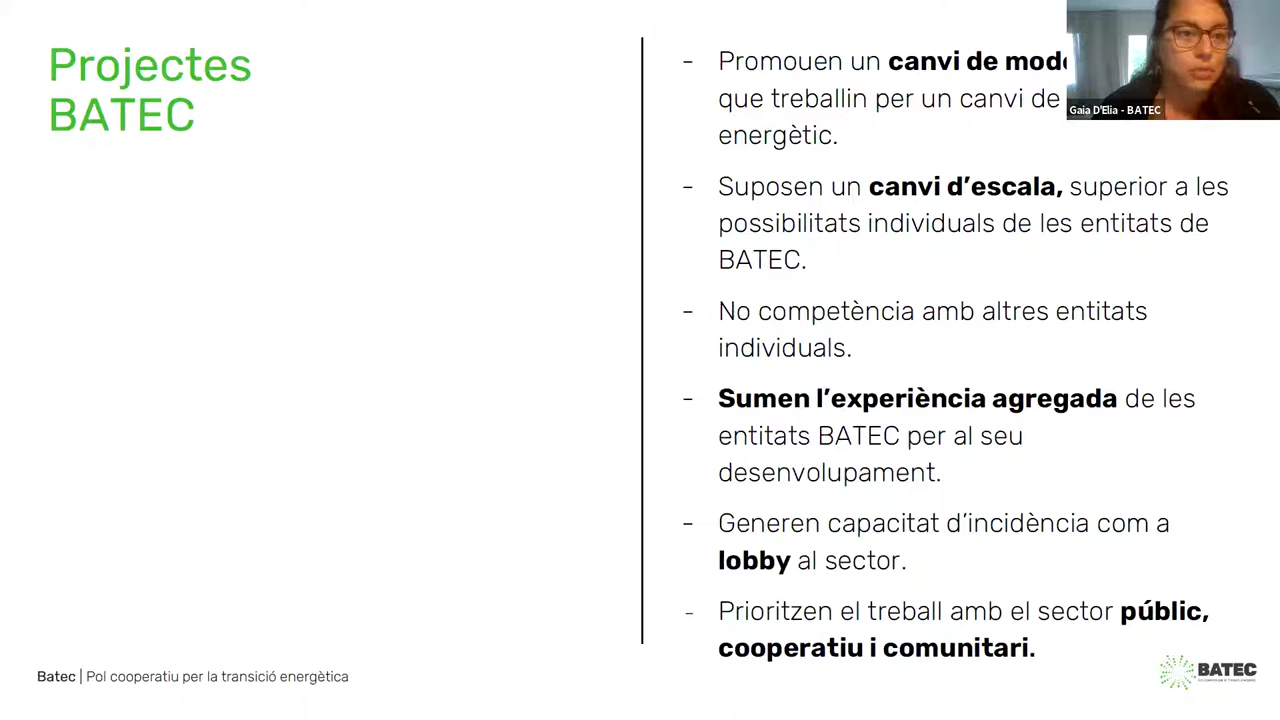 Projectes
BATEC
- Promouen un canvi de
que treballin per un canvi de
energètic.
- Suposen un canvi d’escala, superior a les
possibilitats individuals de les entitats de
BATEC.
- No competència amb altres entitats
individuals.
- Sumen l’experiència agregada de les
entitats BATEC per al seu
desenvolupament.
- Generen capacitat d’incidència com a
lobby al sector.
- Prioritzen el treball amb el sector públic,
cooperatiu i comunitari.
Gaia D'Elia - BATEC
Batec | Pol cooperatiu per la transició energètica
BATEC